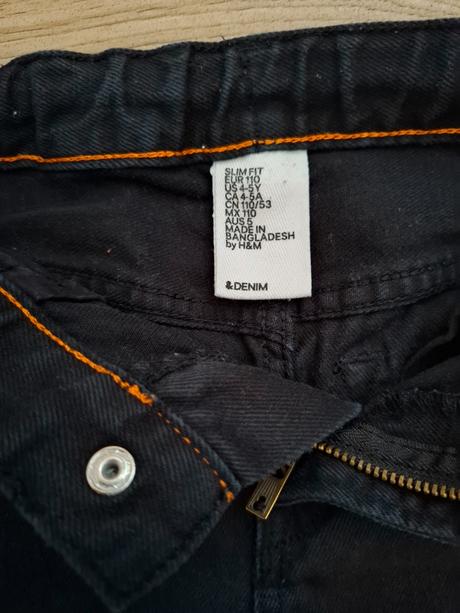 SLIM FIT
EUR 110
US 4-5Y
CA 4-5A
CN 110/53
MX 110
AUS 5
MADE IN
BANGLADESH
by H&M
&DENIM